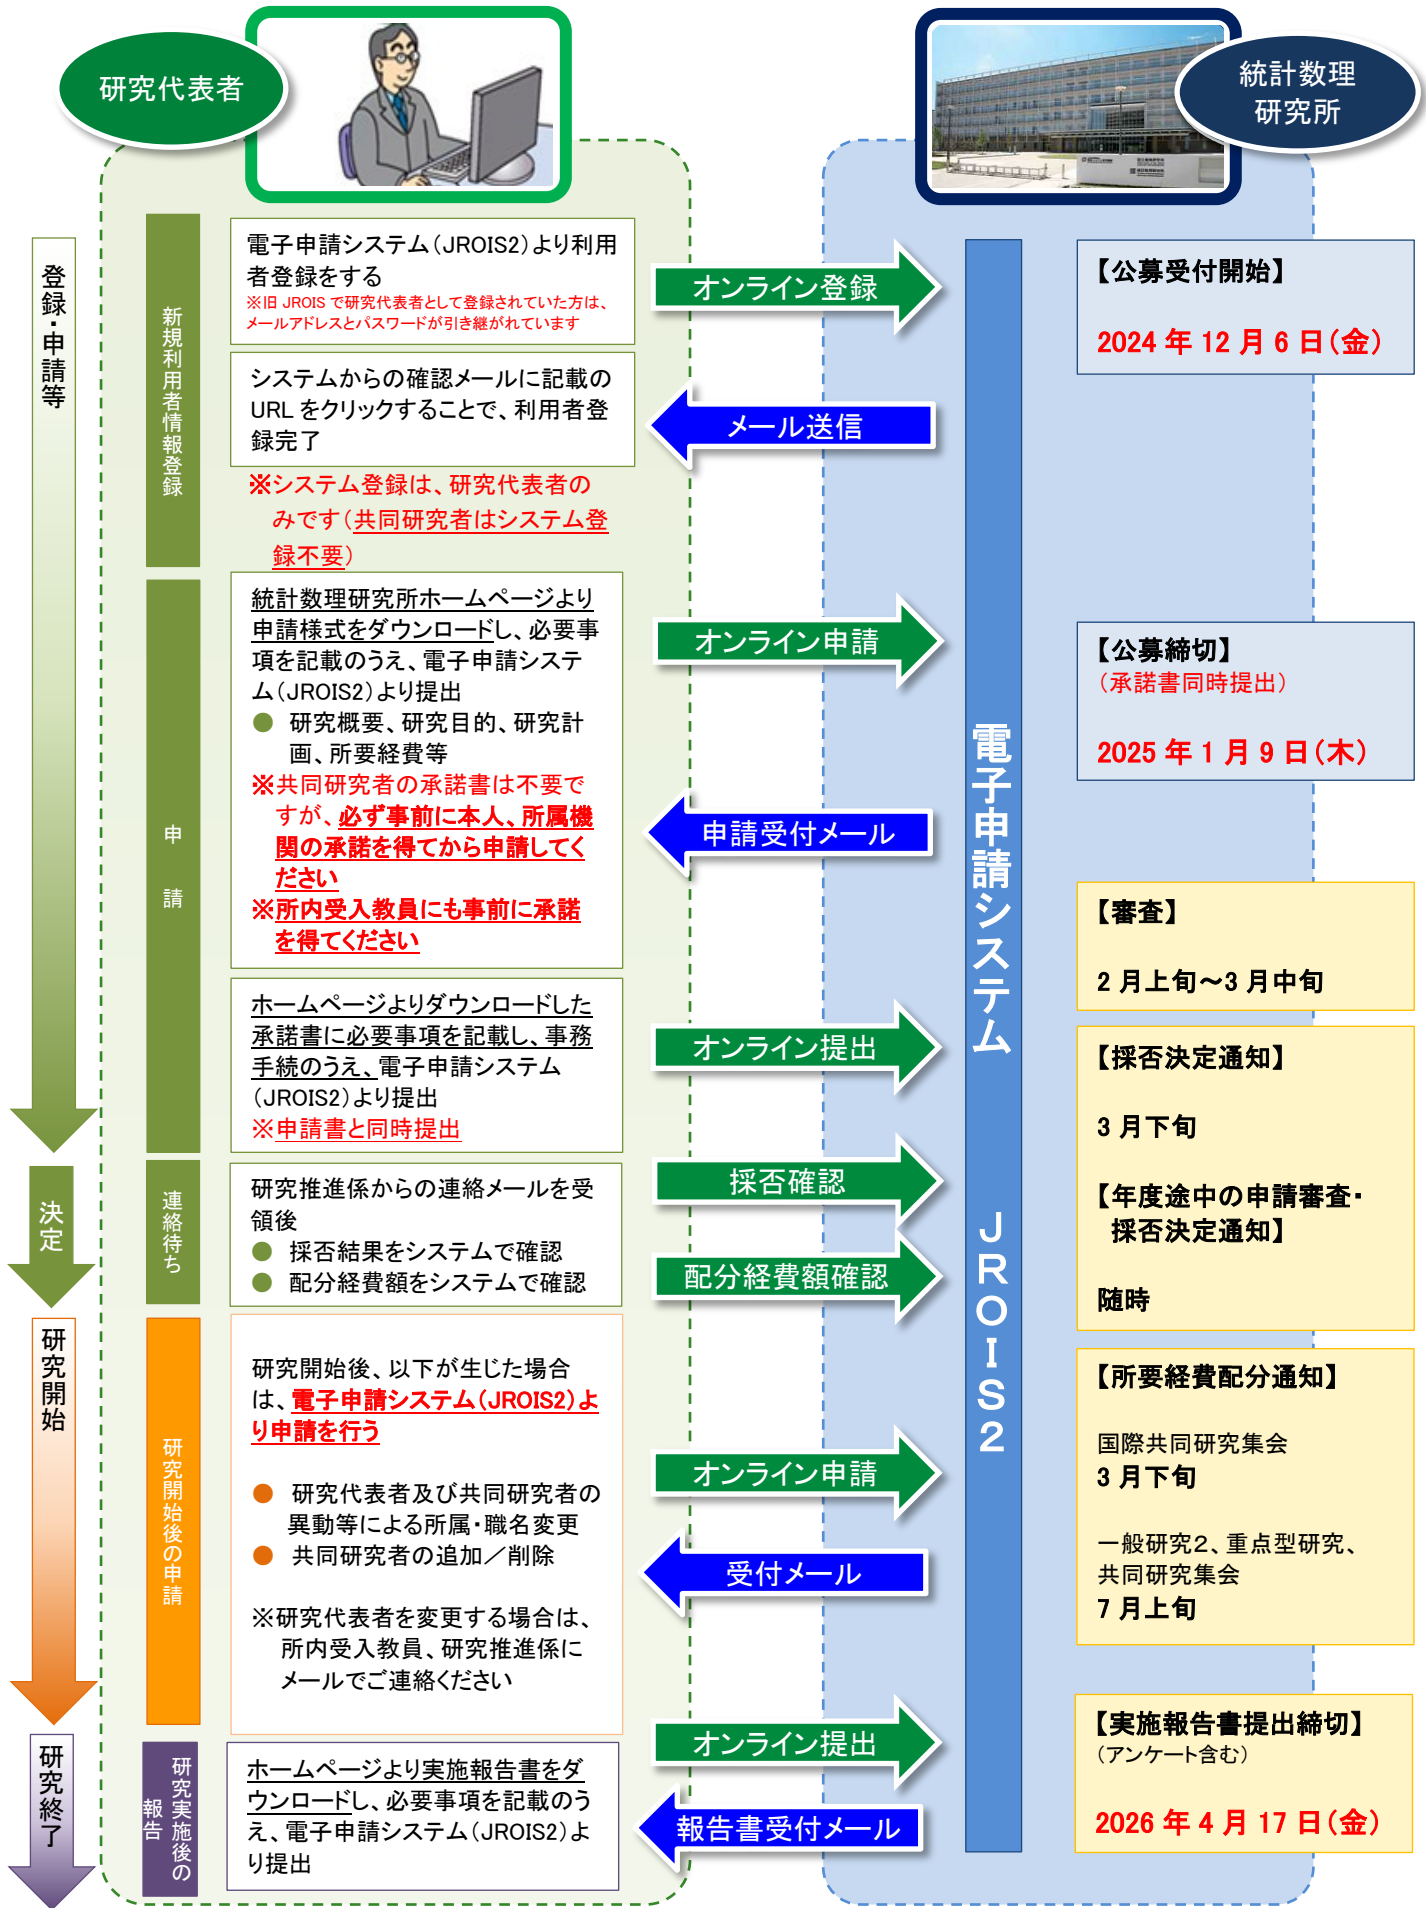 研究代表者
統計数理
研究所
登録・申請等
新規利用者情報登録
電子申請システム(JROIS2)より利用
者登録をする
※旧 JROIS で研究代表者として登録されていた方は、
メールアドレスとパスワードが引き継がれています
オンライン登録
【公募受付開始】
2024 年 12 月 6 日(金)
システムからの確認メールに記載の
URL をクリックすることで、利用者登
録完了
メール送信
※システム登録は、研究代表者の
みです(共同研究者はシステム登
録不要)
申請
統計数理研究所ホームページより
申請様式をダウンロードし、必要事
項を記載のうえ、電子申請システ
ム(JROIS2)より提出
● 研究概要、研究目的、研究計
画、所要経費等
※共同研究者の承諾書は不要で
すが、必ず事前に本人、所属機
関の承諾を得てから申請してく
ださい
※所内受入教員にも事前に承諾
を得てください
オンライン申請
申請受付メール
電子申請システム JROIS2
【公募締切】
(承諾書同時提出)
2025 年 1 月 9 日(木)
【審査】
2 月上旬~3 月中旬
ホームページよりダウンロードした
承諾書に必要事項を記載し、事務
手続のうえ、電子申請システム
(JROIS2)より提出
※申請書と同時提出
オンライン提出
【採否決定通知】
3 月下旬
【年度途中の申請審査・
採否決定通知】
随時
決定
連絡待ち
研究推進係からの連絡メールを受
領後
● 採否結果をシステムで確認
● 配分経費額をシステムで確認
採否確認
配分経費額確認
研究開始
研究開始後の申請
研究開始後、以下が生じた場合
は、電子申請システム(JROIS2)よ
り申請を行う
● 研究代表者及び共同研究者の
異動等による所属・職名変更
● 共同研究者の追加/削除
※研究代表者を変更する場合は、
所内受入教員、研究推進係に
メールでご連絡ください
オンライン申請
受付メール
【所要経費配分通知】
国際共同研究集会
3 月下旬
一般研究2、重点型研究、
共同研究集会
7 月上旬
研究終了
研究実施後の
報告
ホームページより実施報告書をダ
ウンロードし、必要事項を記載のう
え、電子申請システム(JROIS2)よ
り提出
オンライン提出
報告書受付メール
【実施報告書提出締切】
(アンケート含む)
2026 年 4 月 17 日(金)